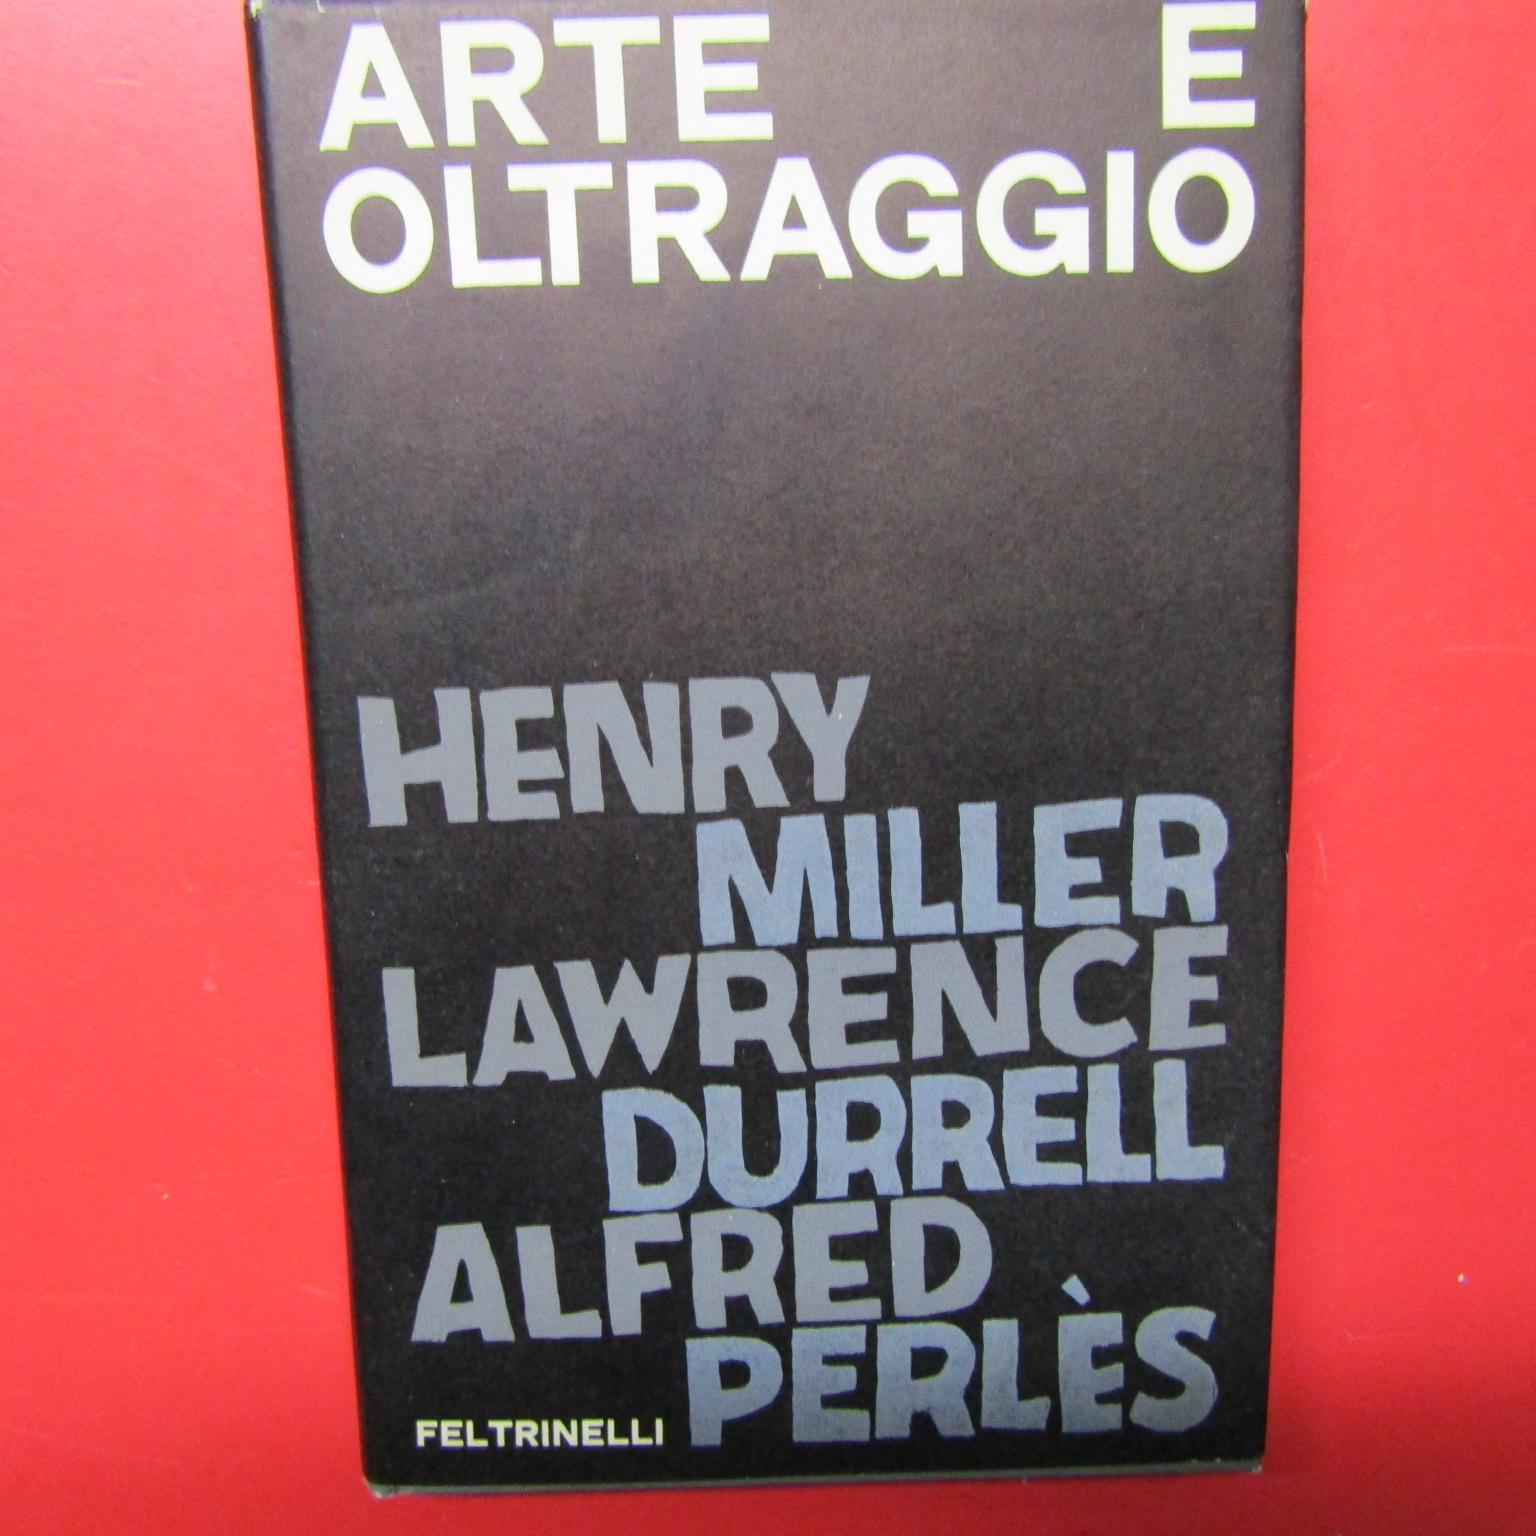 ARTE E
OLTRAGGIO
HENRY
MILLER
LAWRENCE
DURRELL
ALFRED
PERLÈS
FELTRINELLI